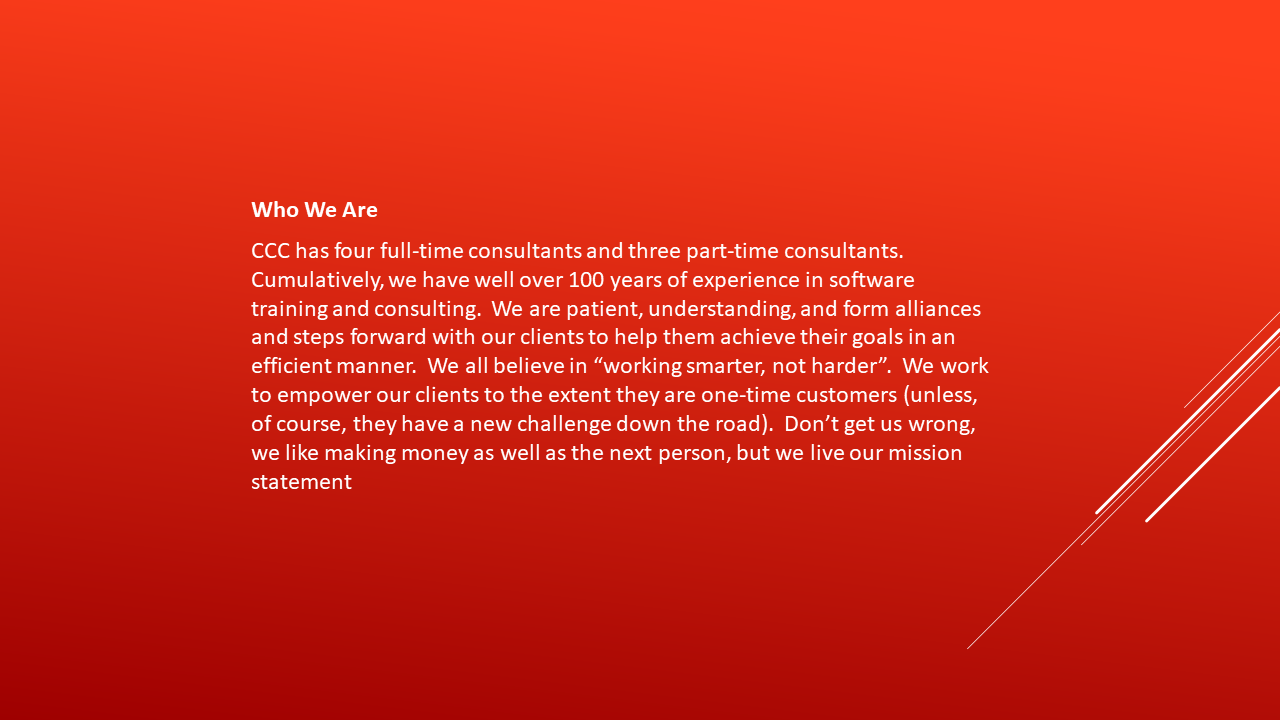 Who We Are
CCC has four full-time consultants and three part-time consultants.
Cumulatively, we have well over 100 years of experience in software
training and consulting.  We are patient, understanding, and form alliances
and steps forward with our clients to help them achieve their goals in an
efficient manner.  We all believe in “working smarter, not harder”.  We work
to empower our clients to the extent they are one-time customers (unless,
of course, they have a new challenge down the road).  Don’t get us wrong,
we like making money as well as the next person, but we live our mission
statement